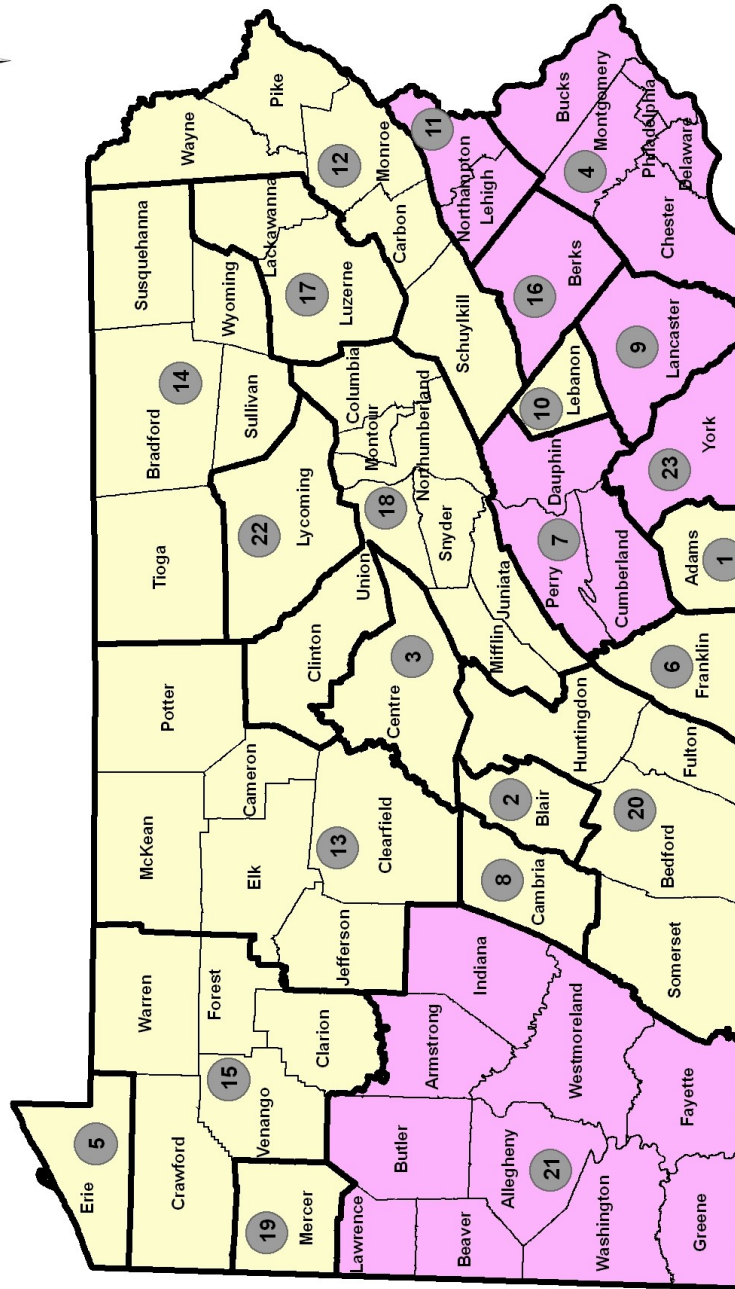 Erie
5
Crawford
Warren
McKean
Potter
Tioga
Bradford
14
Susquehanna
Wayne
Pike
Forest
Elk
Cameron
15
Venango
Clarion
Jefferson
13
Clearfield
Clinton
22
Lycoming
Sullivan
Wyoming
Lackawanna
17
Luzerne
12
Monroe
Carbon
19
Mercer
Lawrence
Butler
Armstrong
Indiana
Centre
3
Union
18
Montour
Columbia
Northumberland
Snyder
Schuylkill
11
Northampton
Lehigh
Beaver
Allegheny
21
Westmoreland
8
Cambria
2
Blair
Huntingdon
Mifflin
Juniata
Perry
7
Dauphin
10
Lebanon
16
Berks
4
Bucks
Montgomery
Philadelphia
Delaware
Chester
Washington
Greene
Fayette
Somerset
20
Bedford
Fulton
6
Franklin
Cumberland
Adams
1
23
York
9
Lancaster